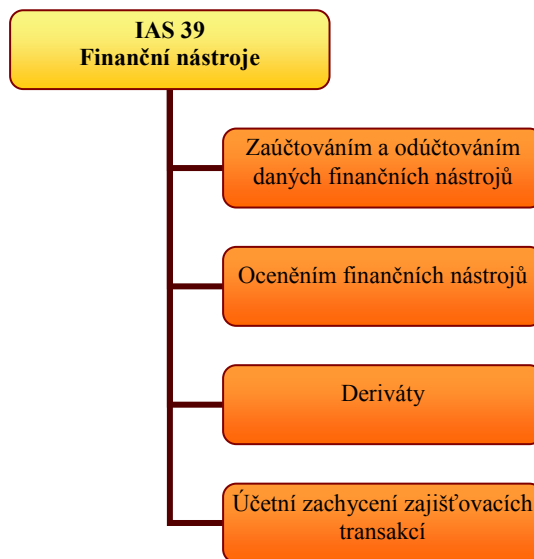 IAS 39
Finanční nástroje
Zaúčtováním a odúčtováním
daných finančních nástrojů
Oceněním finančních nástrojů
Deriváty
Účetní zachycení zajišťovacích
transakcí